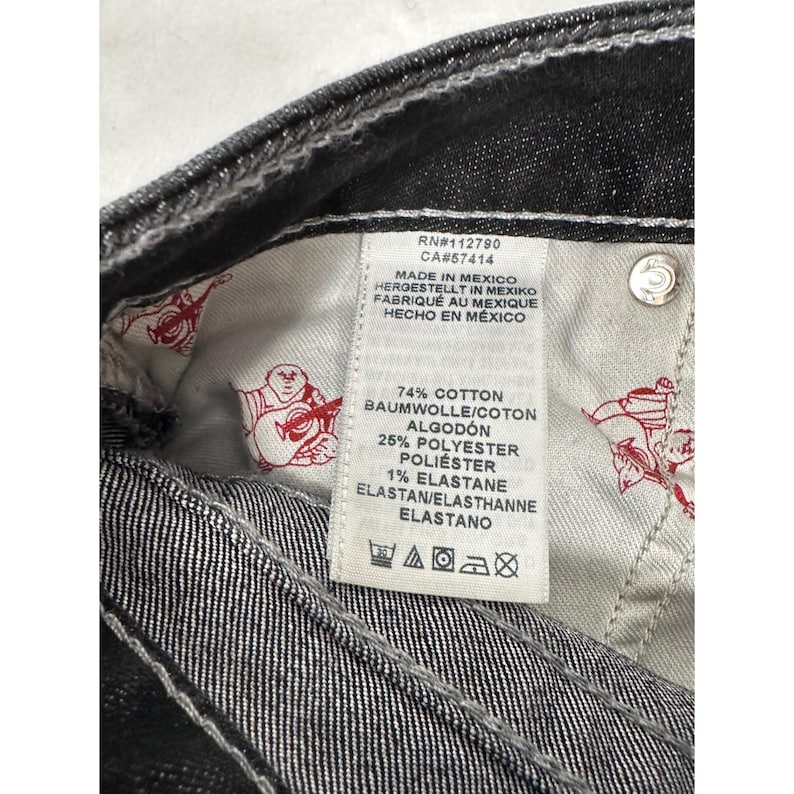 RN#112790
CA#57414
MADE IN MEXICO
HERGESTELLT IN MEXIKO
FABRIQUÉ AU MEXIQUE
HECHO EN MÉXICO
74% COTTON
BAUMWOLLE/COTON
ALGODÓN
25% POLYESTER
POLIÉSTER
1% ELASTANE
ELASTAN/ELASTHANNE
ELASTANO
30